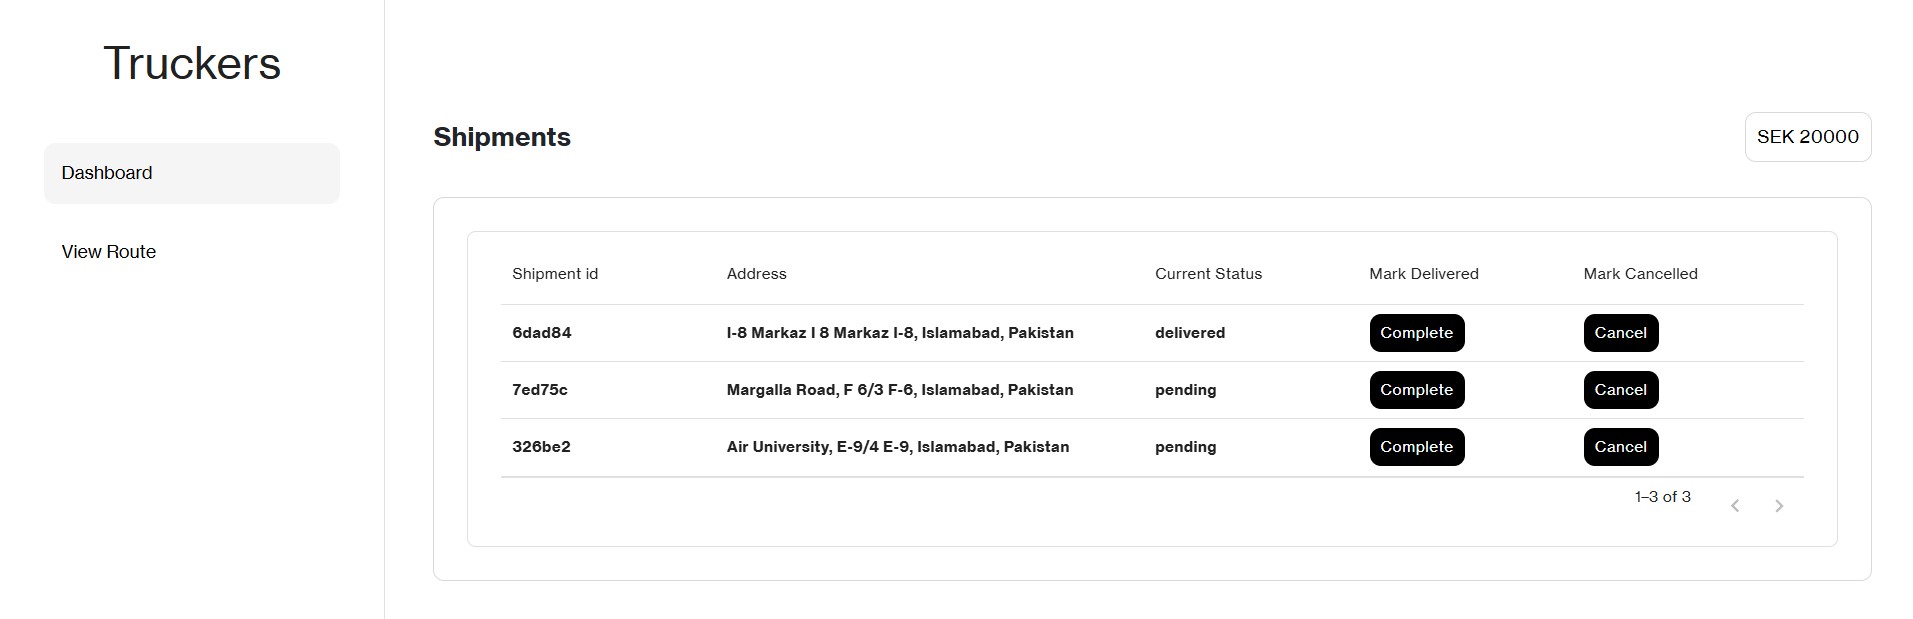 Truckers
Dashboard
View Route
Shipments
SEK 20000
Shipment id Address Current Status Mark Delivered Mark Cancelled
6dad84 I-8 Markaz I 8 Markaz I-8, Islamabad, Pakistan delivered Complete Cancel
7ed75c Margalla Road, F 6/3 F-6, Islamabad, Pakistan pending Complete Cancel
326be2 Air University, E-9/4 E-9, Islamabad, Pakistan pending Complete Cancel
1–3 of 3